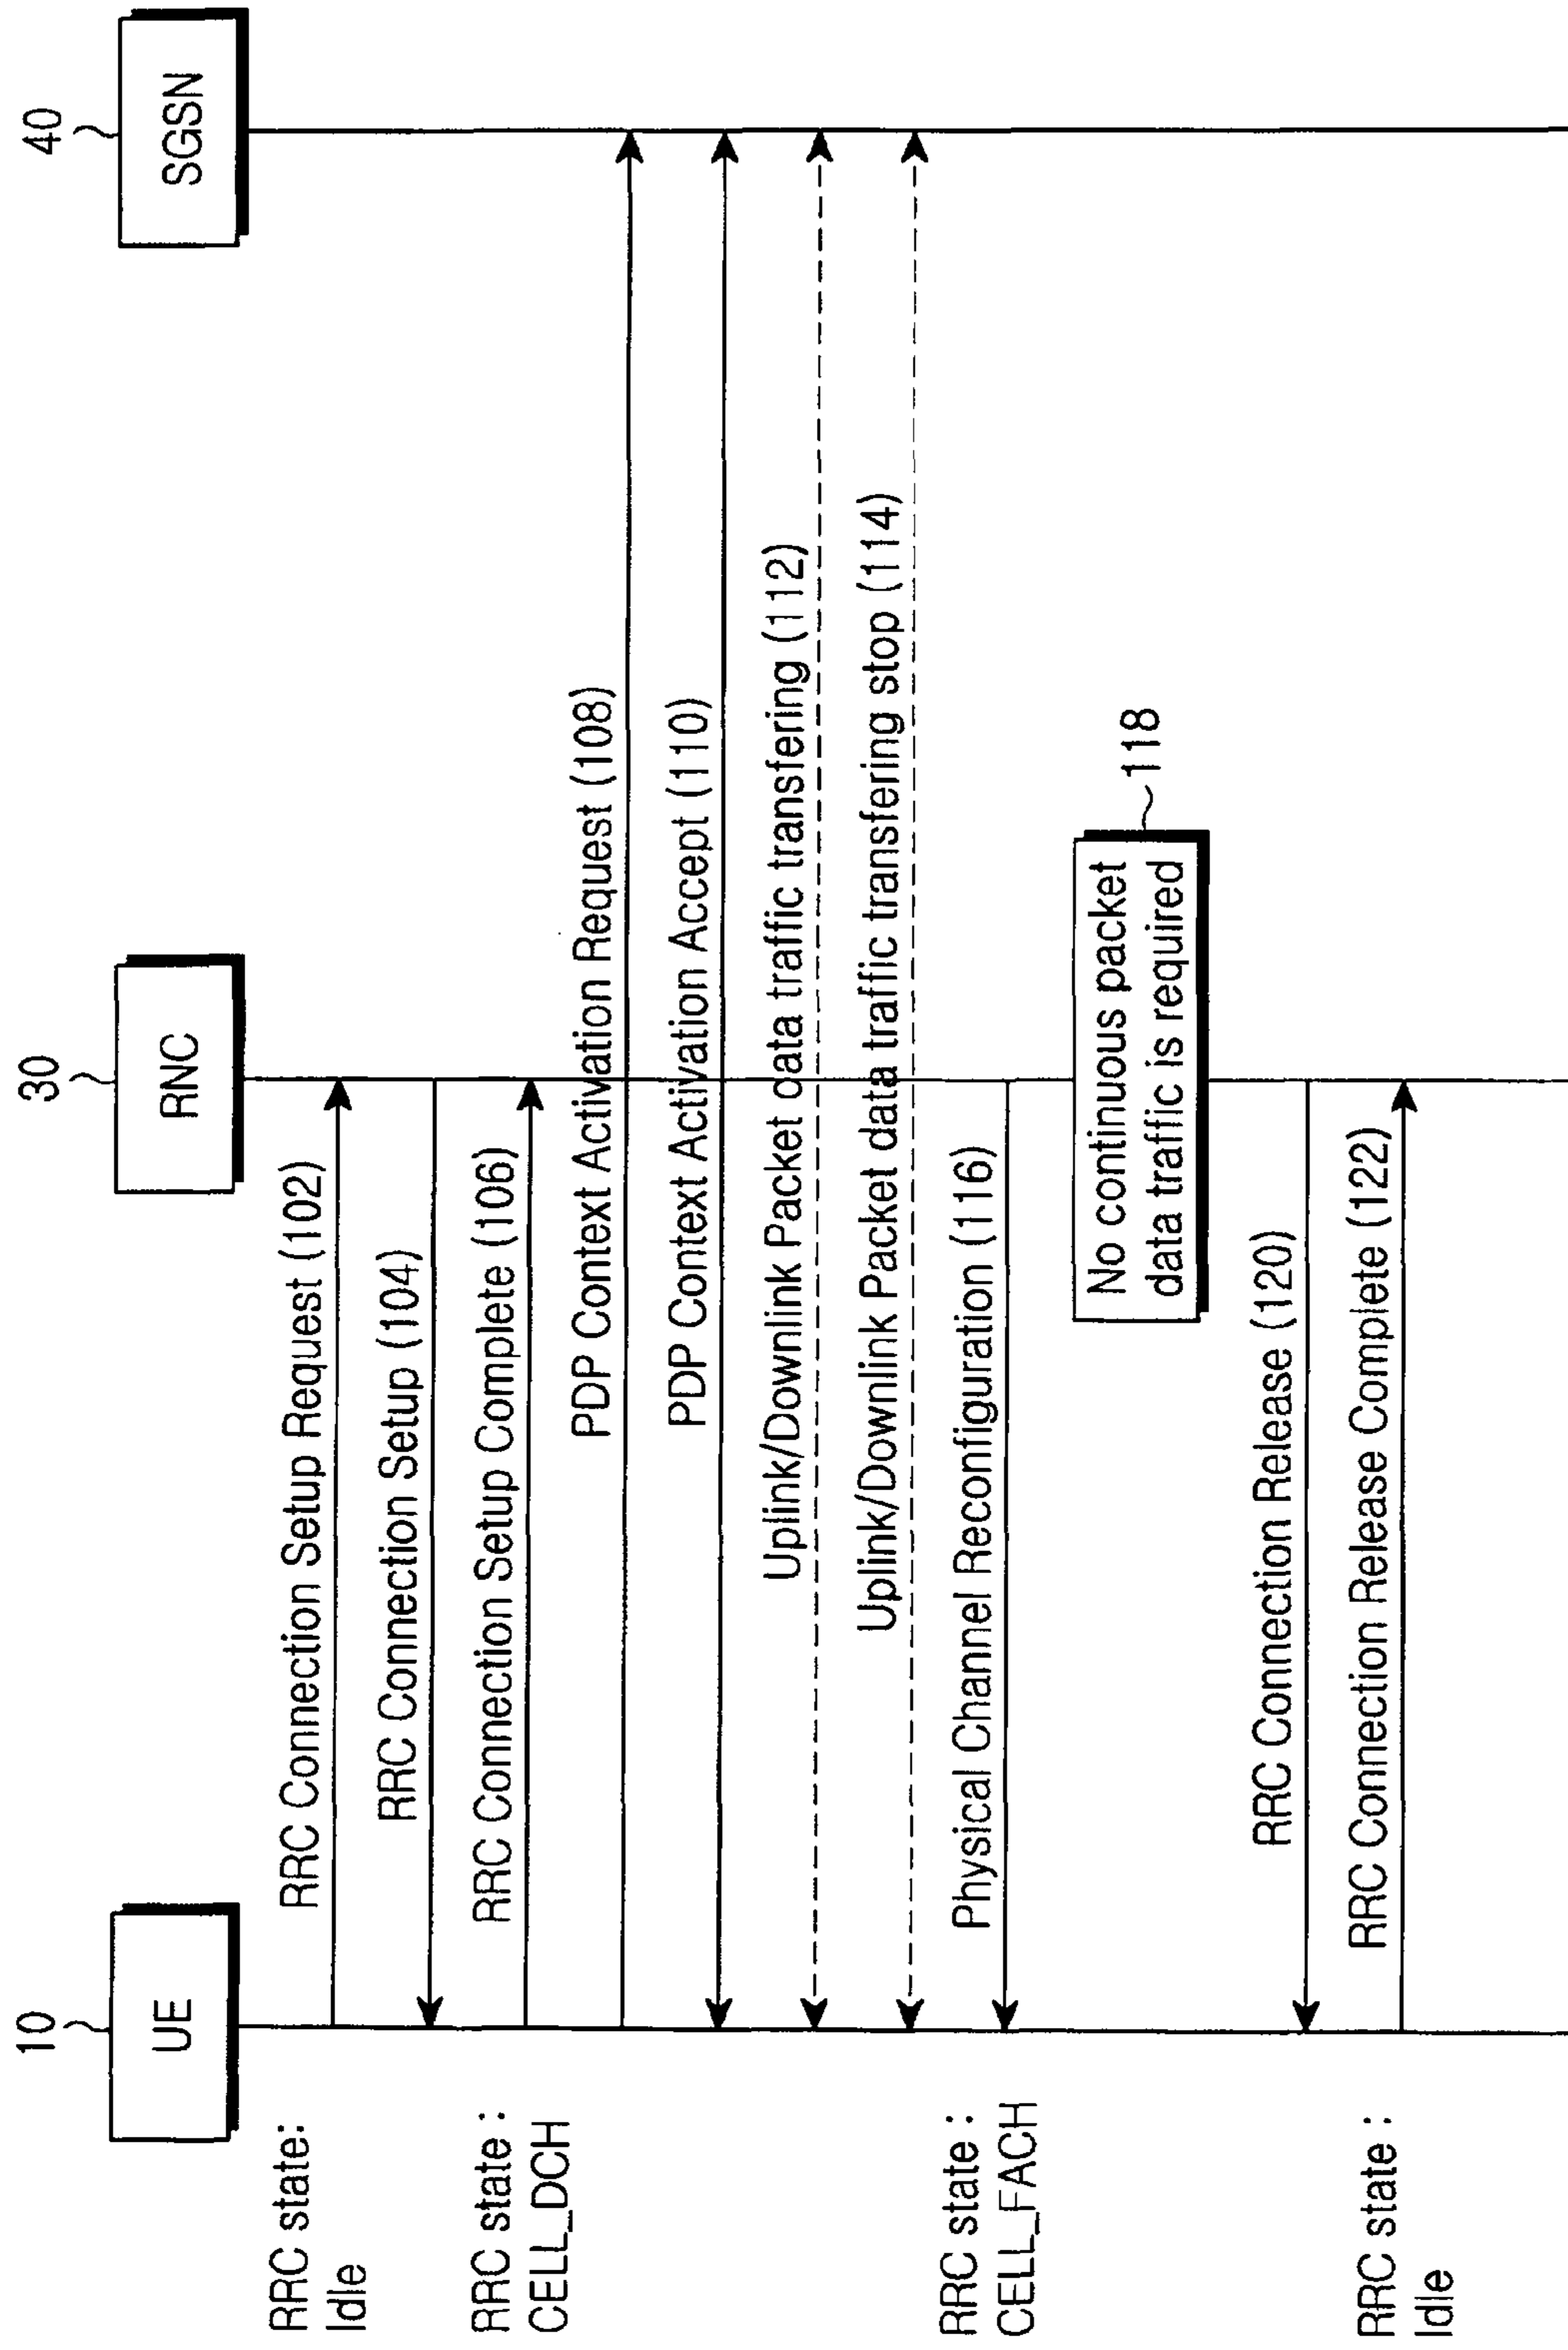 10
UE
30
RNC
40
SGSN
RRC state:
Idle
RRC Connection Setup Request (102)
RRC Connection Setup (104)
RRC state :
CELL_DCH
RRC Connection Setup Complete (106)
PDP Context Activation Request (108)
PDP Context Activation Accept (110)
Uplink/Downlink Packet data traffic transfering (112)
Uplink/Downlink Packet data traffic transfering stop (114)
RRC state :
CELL_FACH
Physical Channel Reconfiguration (116)
No continuous packet
data traffic is required
118
RRC Connection Release (120)
RRC state :
Idle
RRC Connection Release Complete (122)